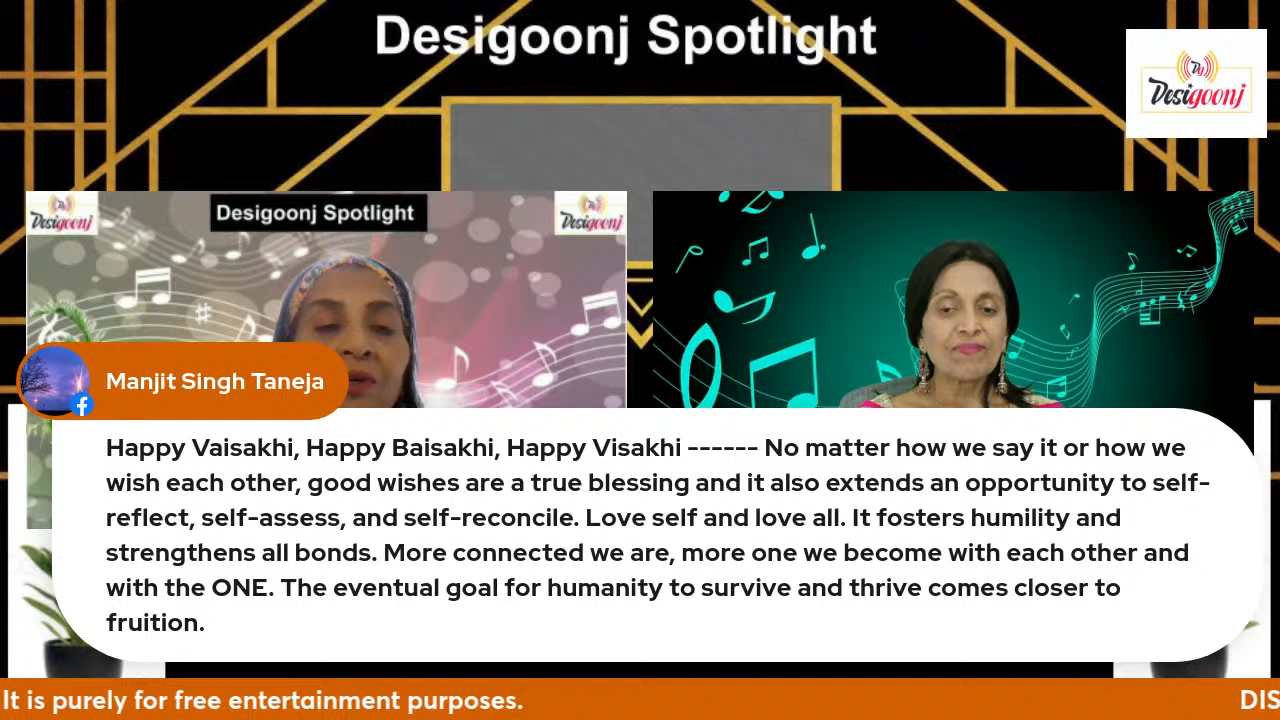 Desigoonj Spotlight
Dg
Desigoonj
Desigoonj
Desigoonj Spotlight
Desigoonj
Manjit Singh Taneja
Happy Vaisakhi, Happy Baisakhi, Happy Visakhi ------ No matter how we say it or how we
wish each other, good wishes are a true blessing and it also extends an opportunity to self-
reflect, self-assess, and self-reconcile. Love self and love all. It fosters humility and
strengthens all bonds. More connected we are, more one we become with each other and
with the ONE. The eventual goal for humanity to survive and thrive comes closer to
fruition.
It is purely for free entertainment purposes.
DIS